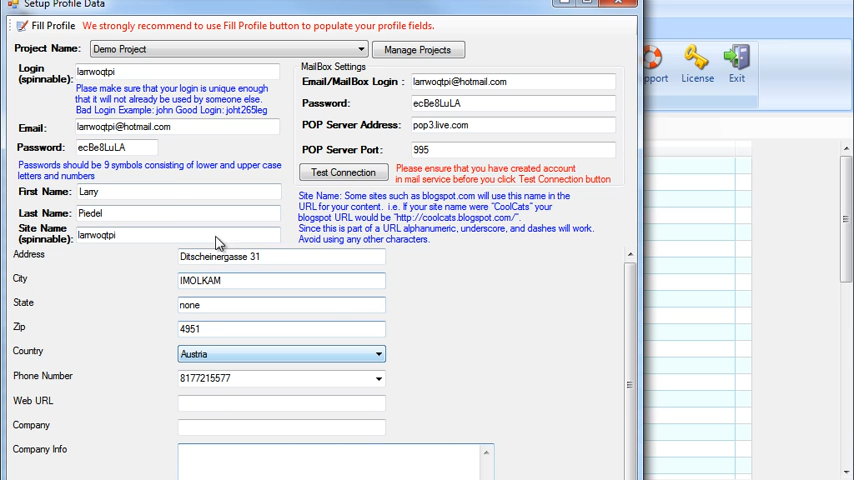 Setup Profile Data
Fill Profile We strongly recommend to use Fill Profile button to populate your profile fields.
Project Name: Demo Project Manage Projects
Login (spinnable): larrwoqtpi
Plaese make sure that your login is unique enough
that it will not already be used by someone else.
Bad Login Example: john Good Login: joht265leg
Email: larrwoqtpi@hotmail.com
Password: ecBe8LuLA
Passwords should be 9 symbols consisting of lower and upper case
letters and numbers
First Name: Larry
Last Name: Piedel
Site Name (spinnable): larrwoqtpi
MailBox Settings
Email/MailBox Login : larrwoqtpi@hotmail.com
Password: ecBe8LuLA
POP Server Address: pop3.live.com
POP Server Port: 995
Test Connection
Please ensure that you have created account
in mail service before you click Test Connection button
Site Name: Some sites such as blogspot.com will use this name in the
URL for your content. i.e. If your site name were "CoolCats" your
blogspot URL would be "http://coolcats.blogspot.com/".
Since this is part of a URL alphanumeric, underscore, and dashes will work.
Avoid using any other characters.
Address Ditscheinergasse 31
City IMOLKAM
State none
Zip 4951
Country Austria
Phone Number 8177215577
Web URL
Company
Company Info
pport License Exit